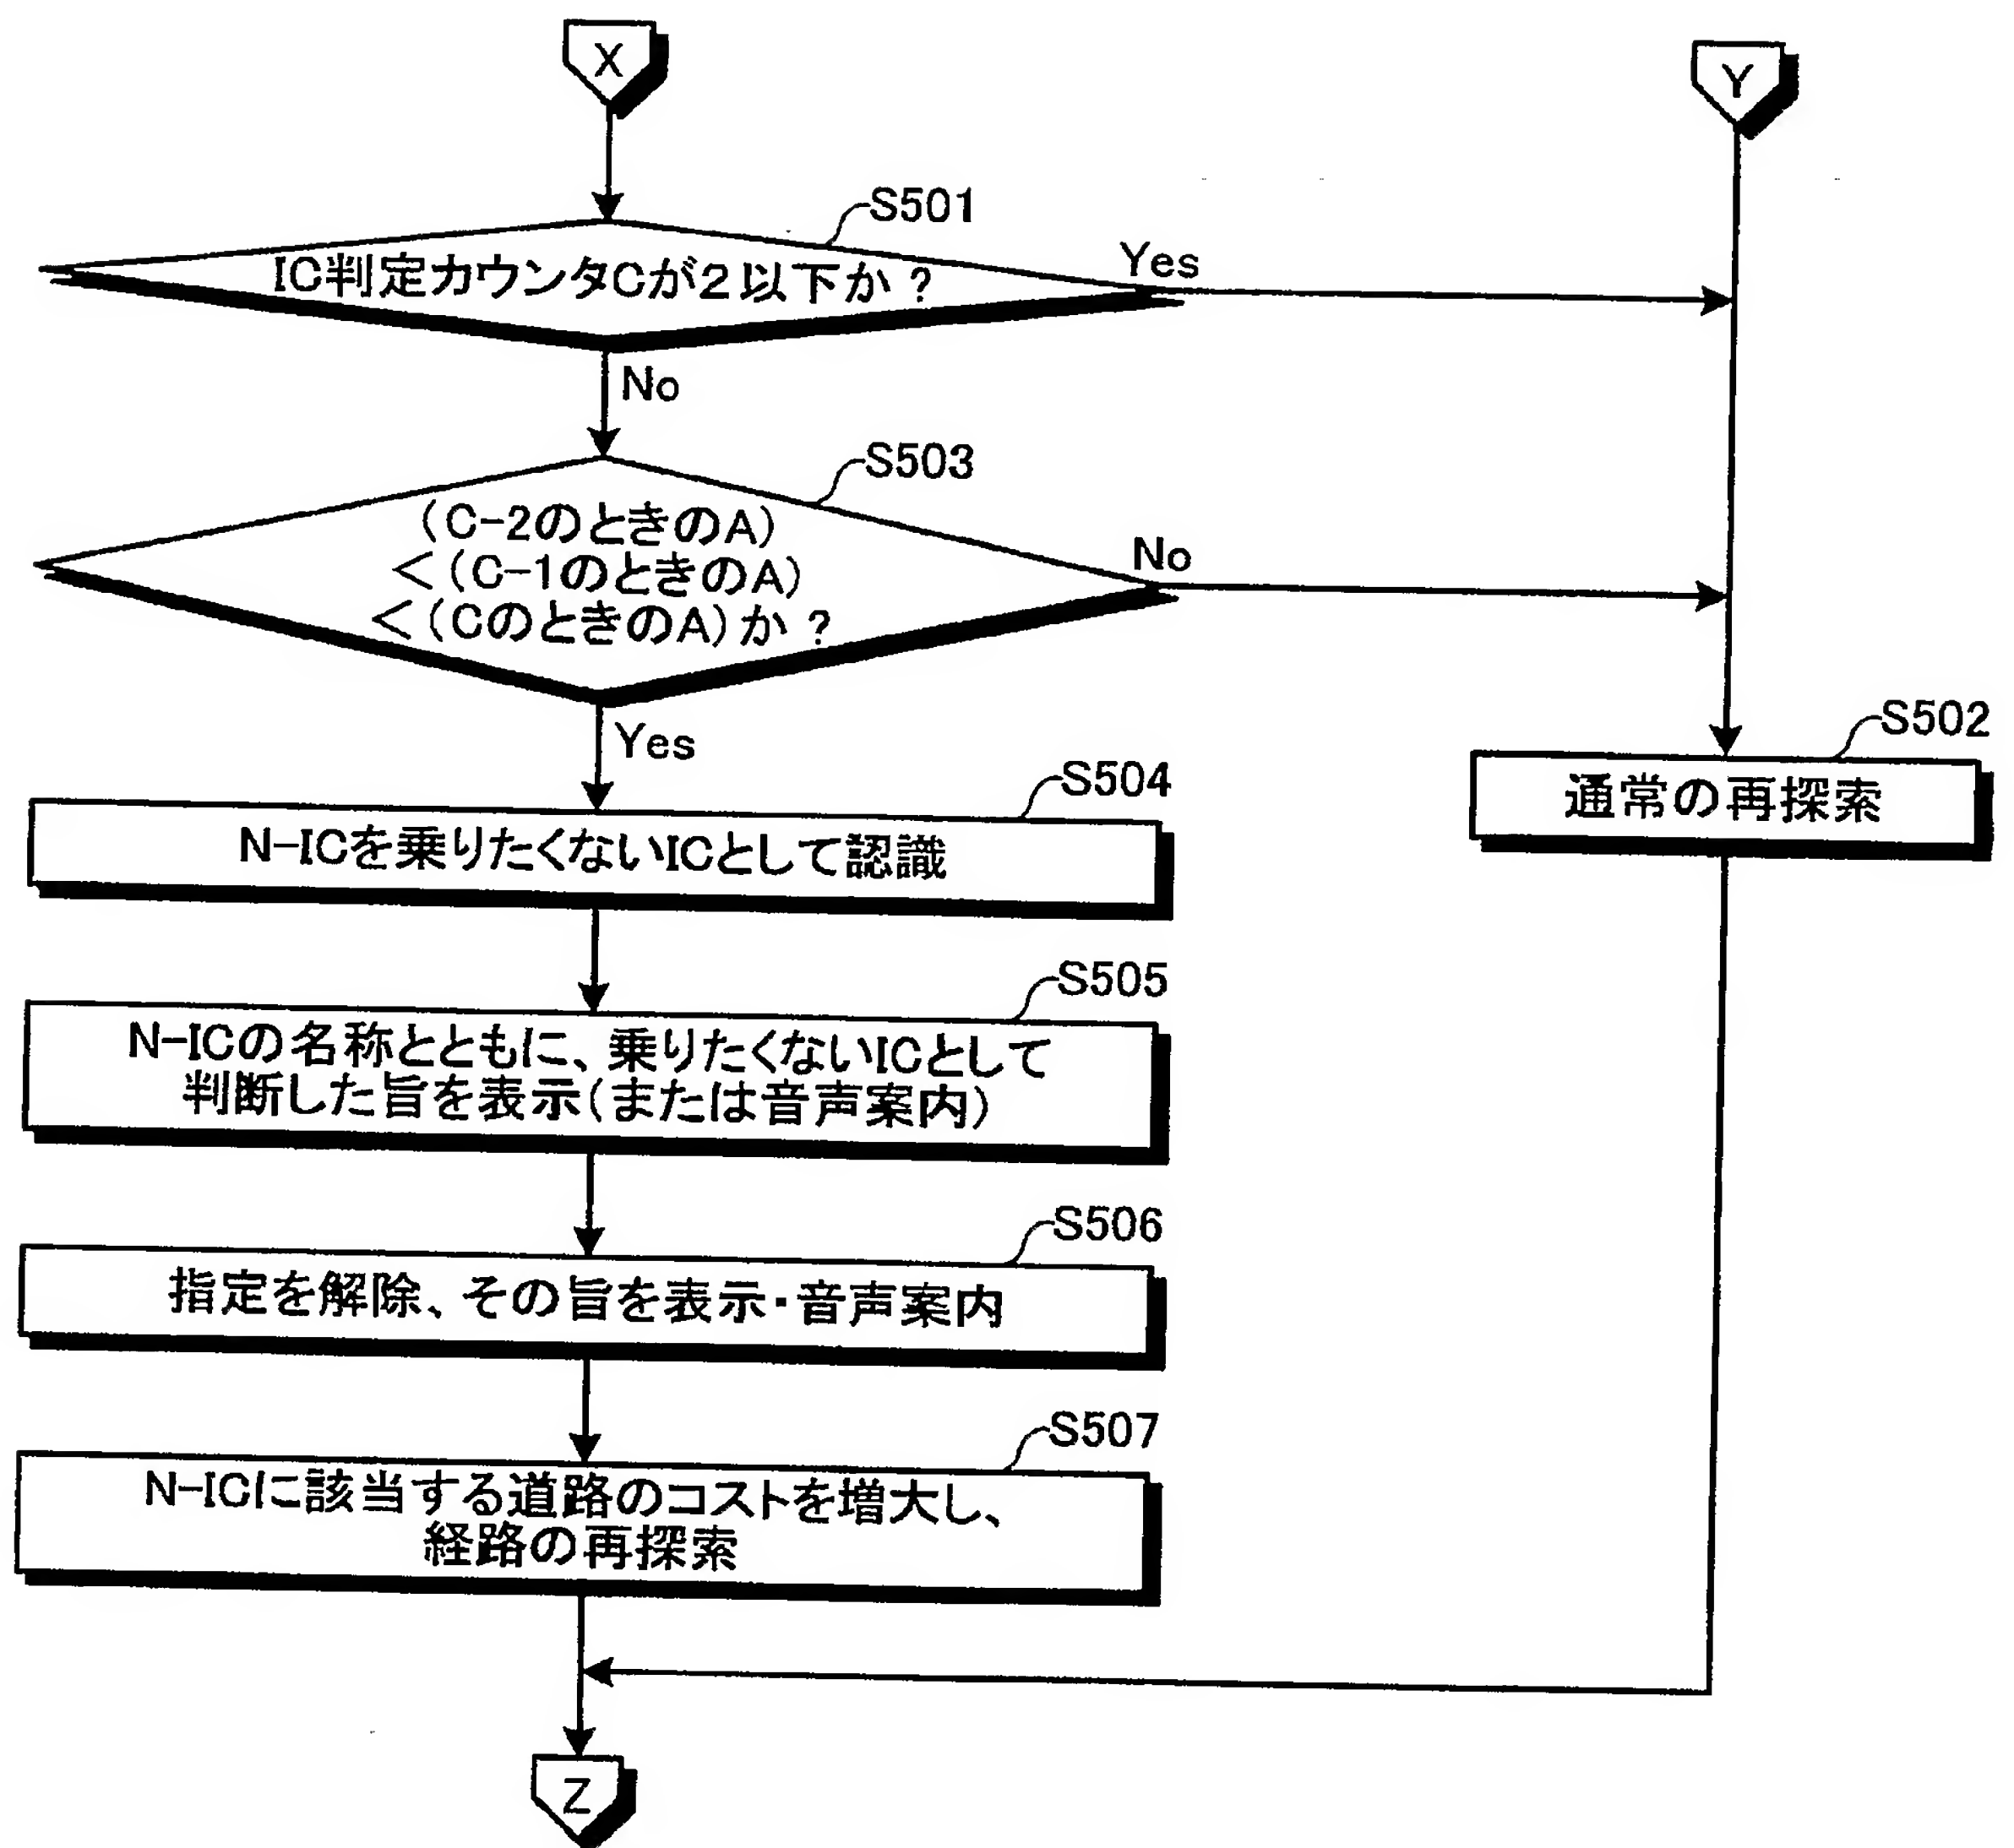 X
Y
S501
IC判定カウンタCが2以下か?
Yes
No
S503
(C-2のときのA)
<(C-1のときのA)
<(CのときのA)か?
No
Yes
S502
通常の再探索
S504
N-ICを乗りたくないICとして認識
S505
N-ICの名称とともに、乗りたくないICとして
判断した旨を表示(または音声案内)
S506
指定を解除、その旨を表示・音声案内
S507
N-ICに該当する道路のコストを増大し、
経路の再探索
Z